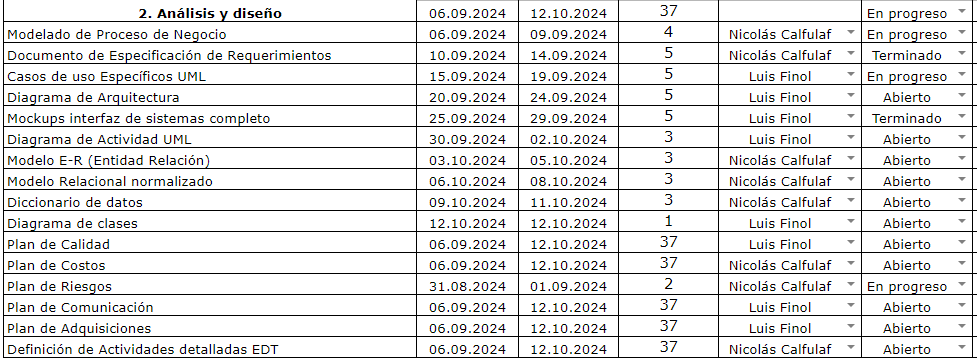 2. Análisis y diseño 06.09.2024 12.10.2024 37 En progreso
Modelado de Proceso de Negocio 06.09.2024 09.09.2024 4 Nicolás Calfulaf En progreso
Documento de Especificación de Requerimientos 10.09.2024 14.09.2024 5 Nicolás Calfulaf Terminado
Casos de uso Específicos UML 15.09.2024 19.09.2024 5 Luis Finol En progreso
Diagrama de Arquitectura 20.09.2024 24.09.2024 5 Luis Finol Abierto
Mockups interfaz de sistemas completo 25.09.2024 29.09.2024 5 Luis Finol Terminado
Diagrama de Actividad UML 30.09.2024 02.10.2024 3 Luis Finol Abierto
Modelo E-R (Entidad Relación) 03.10.2024 05.10.2024 3 Nicolás Calfulaf Abierto
Modelo Relacional normalizado 06.10.2024 08.10.2024 3 Nicolás Calfulaf Abierto
Diccionario de datos 09.10.2024 11.10.2024 3 Nicolás Calfulaf Abierto
Diagrama de clases 12.10.2024 12.10.2024 1 Luis Finol Abierto
Plan de Calidad 06.09.2024 12.10.2024 37 Luis Finol Abierto
Plan de Costos 06.09.2024 12.10.2024 37 Nicolás Calfulaf Abierto
Plan de Riesgos 31.08.2024 01.09.2024 2 Nicolás Calfulaf En progreso
Plan de Comunicación 06.09.2024 12.10.2024 37 Luis Finol Abierto
Plan de Adquisiciones 06.09.2024 12.10.2024 37 Luis Finol Abierto
Definición de Actividades detalladas EDT 06.09.2024 12.10.2024 37 Nicolás Calfulaf Abierto